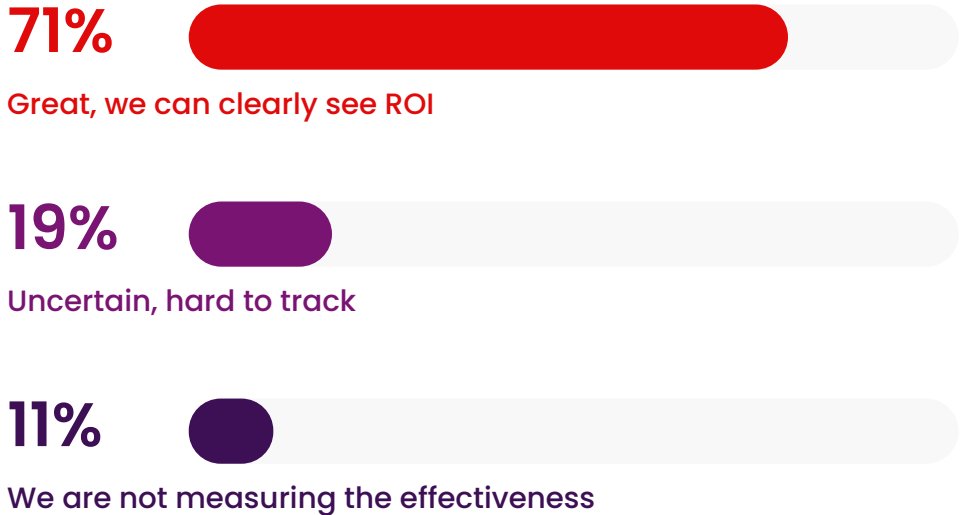 71%
Great, we can clearly see ROI
19%
Uncertain, hard to track
11%
We are not measuring the effectiveness